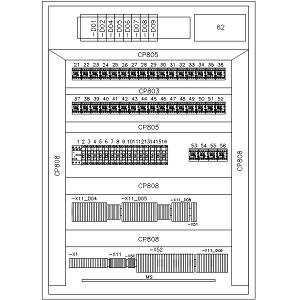 -D01 -D02 -D04 -D05 -D06 -D07 -D08 -D09
62
CP805
21 22 23 24 25 26 27 28 29 30 31 32 33 34 35 36
CP803
37 38 39 40 41 42 43 44 45 46 47 48 49 50 51 52
CP805
1 2 3 4 5 6 7 8 9 10 11 12 13 14 15 16
53 54 55 56
CP808
CP808
CP808
-X11_D04 -X11_D05 -X11_D08
-X51
CP808
-X1 -X11 -X52 -X11_D09
MS